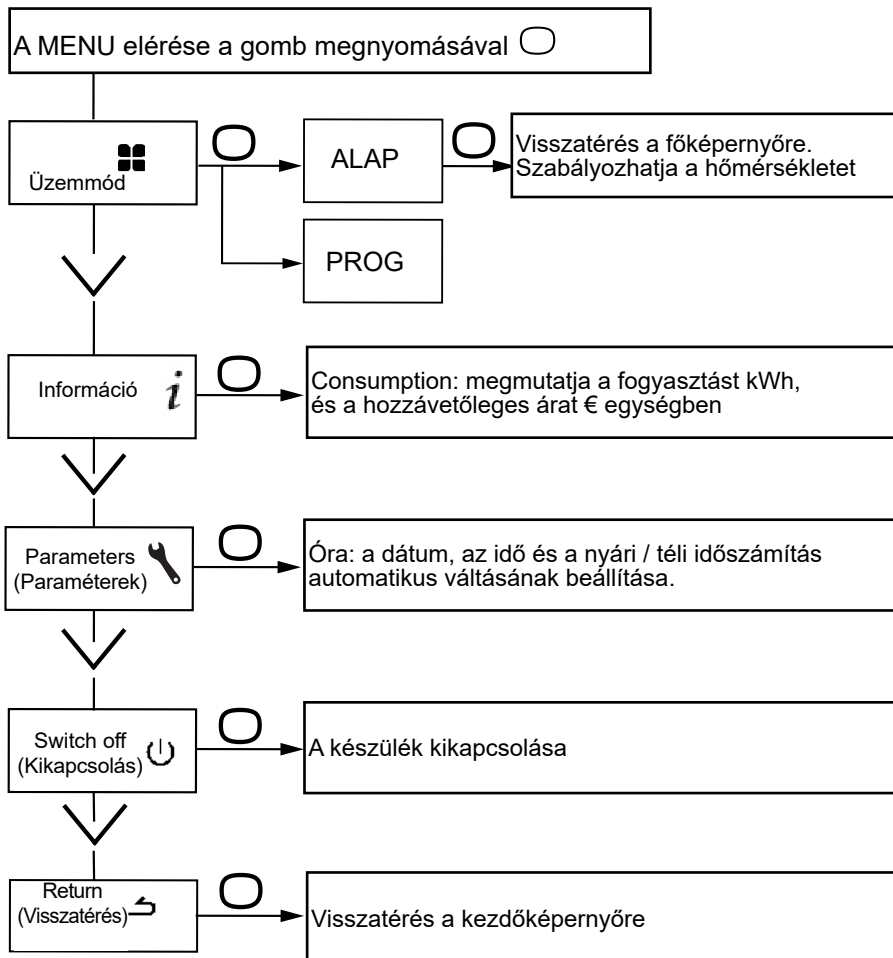 A MENU elérése a gomb megnyomásával
Üzemmód
ALAP
Visszatérés a főképernyőre.
Szabályozhatja a hőmérsékletet
PROG
Információ
i
Consumption: megmutatja a fogyasztást kWh,
és a hozzávetőleges árat € egységben
Parameters
(Paraméterek)
Óra: a dátum, az idő és a nyári / téli időszámítás
automatikus váltásának beállítása.
Switch off
(Kikapcsolás)
A készülék kikapcsolása
Return
(Visszatérés)
Visszatérés a kezdőképernyőre